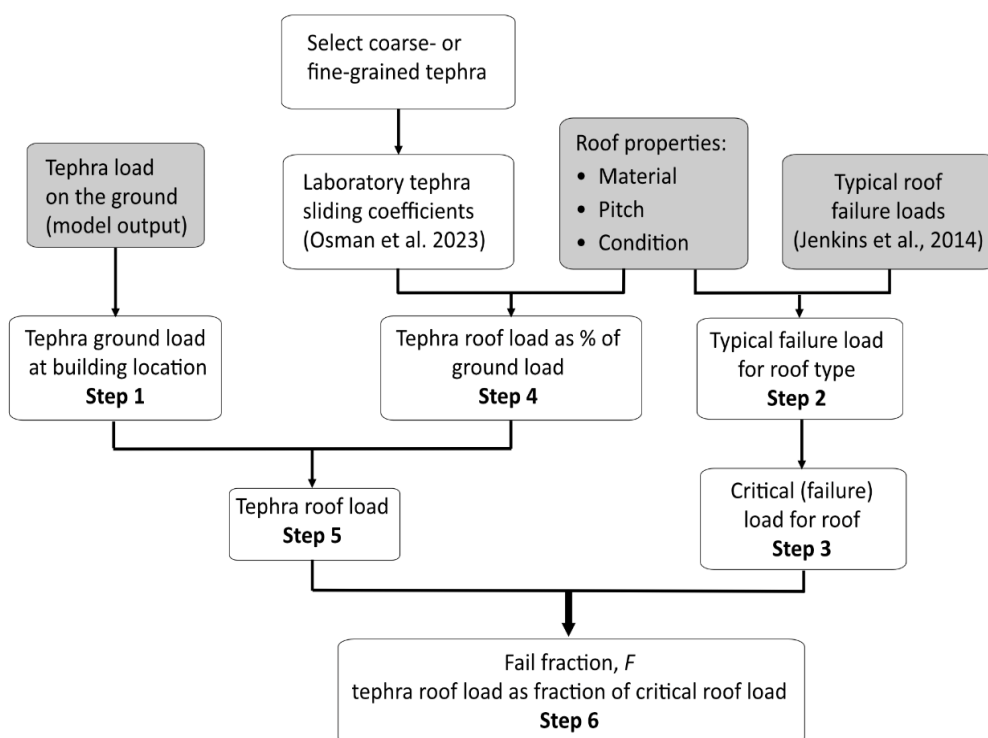 Select coarse- or
fine-grained tephra
Tephra load
on the ground
(model output)
Laboratory tephra
sliding coefficients
(Osman et al. 2023)
Roof properties:
• Material
• Pitch
• Condition
Typical roof
failure loads
(Jenkins et al., 2014)
Tephra ground load
at building location
Step 1
Tephra roof load as % of
ground load
Step 4
Typical failure load
for roof type
Step 2
Tephra roof load
Step 5
Critical (failure)
load for roof
Step 3
Fail fraction, F
tephra roof load as fraction of critical roof load
Step 6